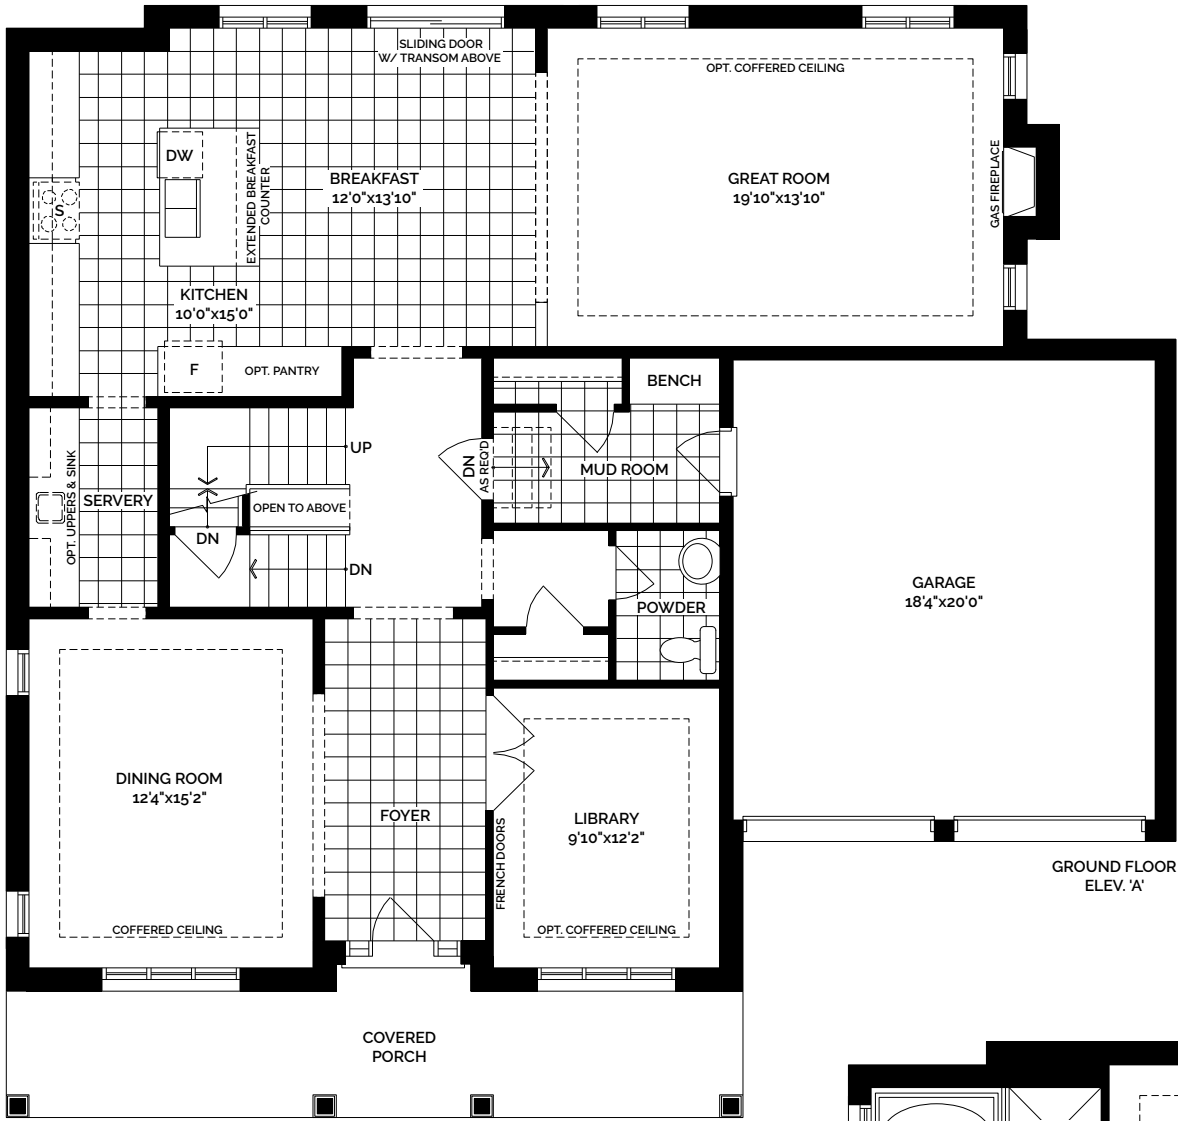 SLIDING DOOR
W/ TRANSOM ABOVE
OPT. COFFERED CEILING
DW
EXTENDED BREAKFAST
COUNTER
BREAKFAST
12'0"x13'10"
GREAT ROOM
19'10"x13'10"
GAS FIREPLACE
S
KITCHEN
10'0"x15'0"
F
OPT. PANTRY
BENCH
UP
DN
AS REQ'D
MUD ROOM
OPT. UPPERS & SINK
SERVERY
OPEN TO ABOVE
DN
DN
POWDER
GARAGE
18'4"x20'0"
DINING ROOM
12'4"x15'2"
COFFERED CEILING
FOYER
FRENCH DOORS
LIBRARY
9'10"x12'2"
OPT. COFFERED CEILING
GROUND FLOOR
ELEV. 'A'
COVERED
PORCH